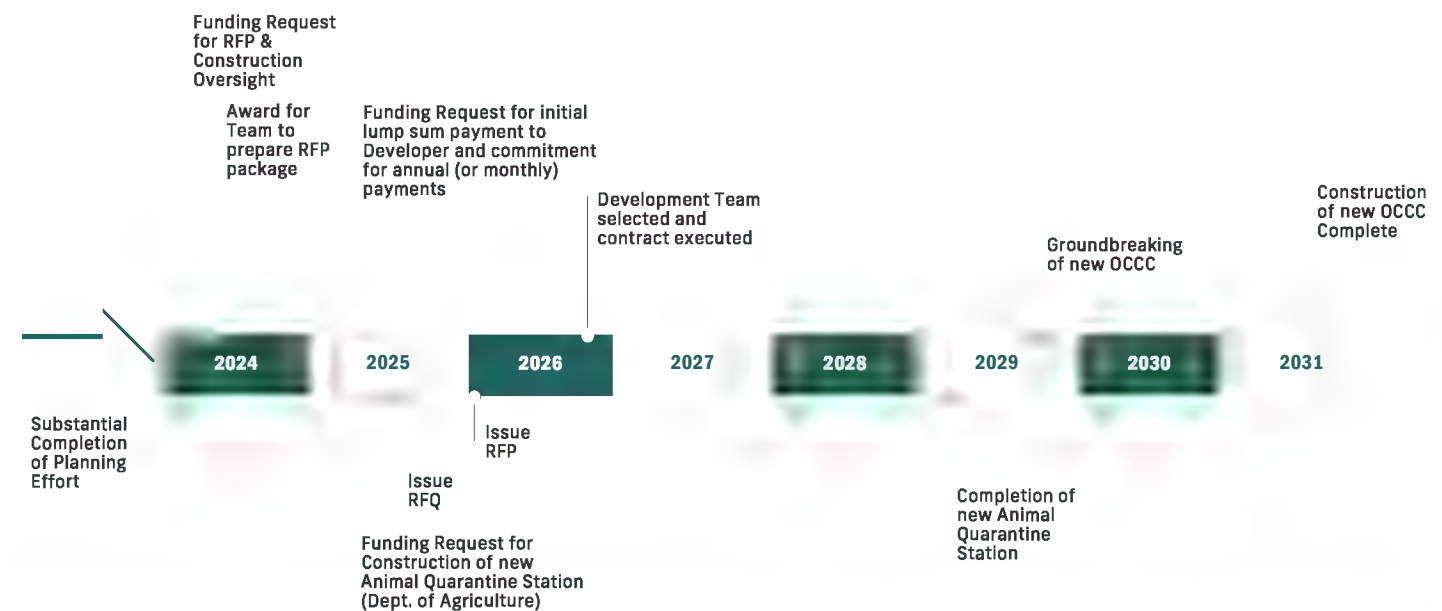 Funding Request
for RFP &
Construction
Oversight
Award for
Team to
prepare RFP
package
Funding Request for initial
lump sum payment to
Developer and commitment
for annual (or monthly)
payments
Development Team
selected and
contract executed
Groundbreaking
of new OCCC
Construction
of new OCCC
Complete
2024
2025
2026
2027
2028
2029
2030
2031
Substantial
Completion
of Planning
Effort
Issue
RFP
Issue
RFQ
Funding Request for
Construction of new
Animal Quarantine Station
(Dept. of Agriculture)
Completion of
new Animal
Quarantine
Station